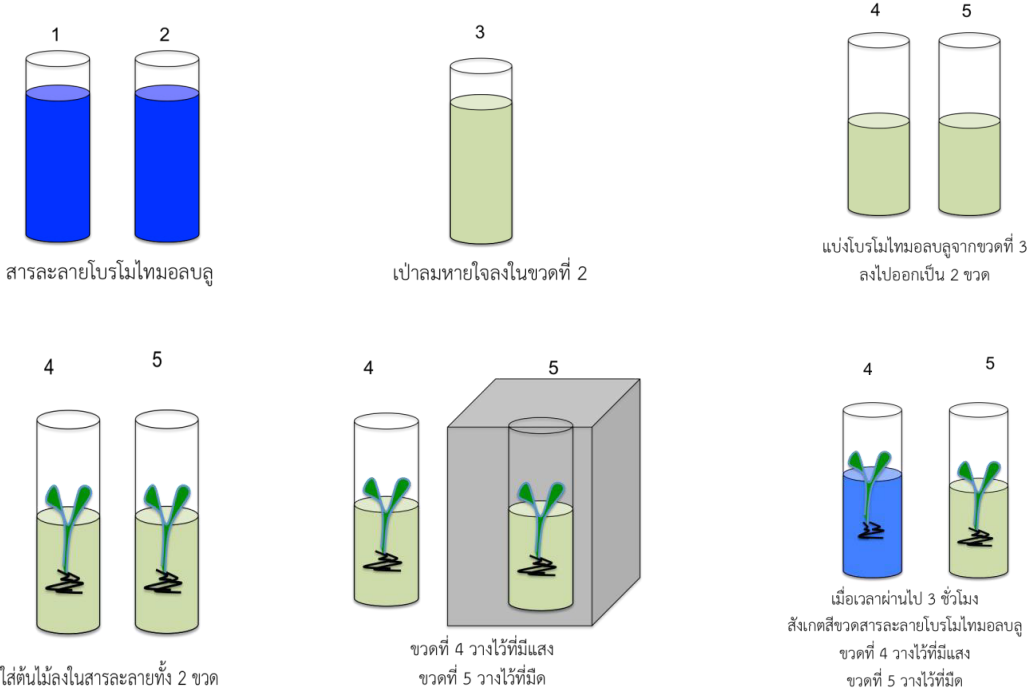 1 2
สารละลายโบรโมไทมอลบลู
3
เป่าลมหายใจลงในขวดที่ 2
4 5
แบ่งโบรโมไทมอลบลูจากขวดที่ 3
ลงไปออกเป็น 2 ขวด
4 5
ใส่ต้นไม้ลงในสารละลายทั้ง 2 ขวด
4 5
ขวดที่ 4 วางไว้ที่มีแสง
ขวดที่ 5 วางไว้ที่มืด
4 5
เมื่อเวลาผ่านไป 3 ชั่วโมง
สังเกตสีขวดสารละลายโบรโมไทมอลบลู
ขวดที่ 4 วางไว้ที่มีแสง
ขวดที่ 5 วางไว้ที่มืด